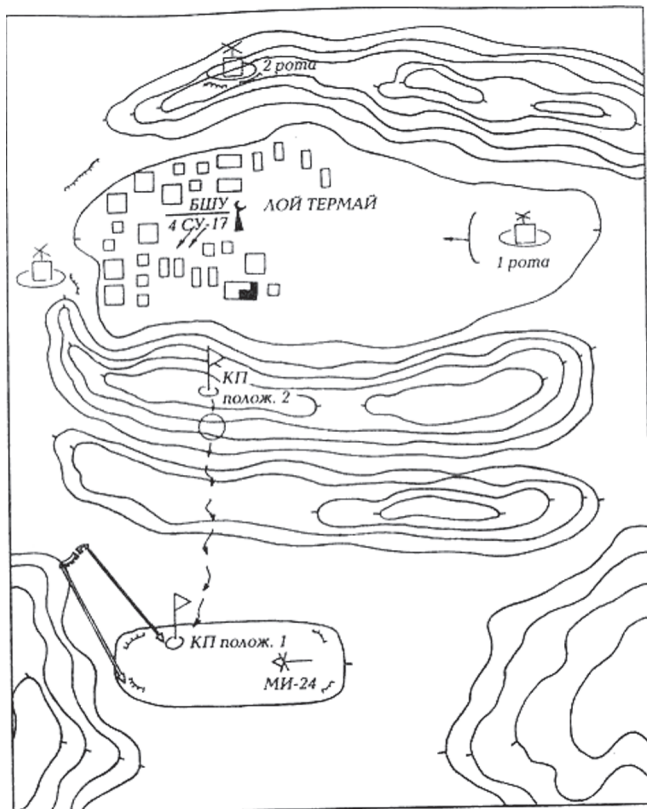 2 рота
БШУ
4 СУ-17
ЛОЙ ТЕРМАЙ
1 рота
КП
полож. 2
КП полож. 1
МИ-24